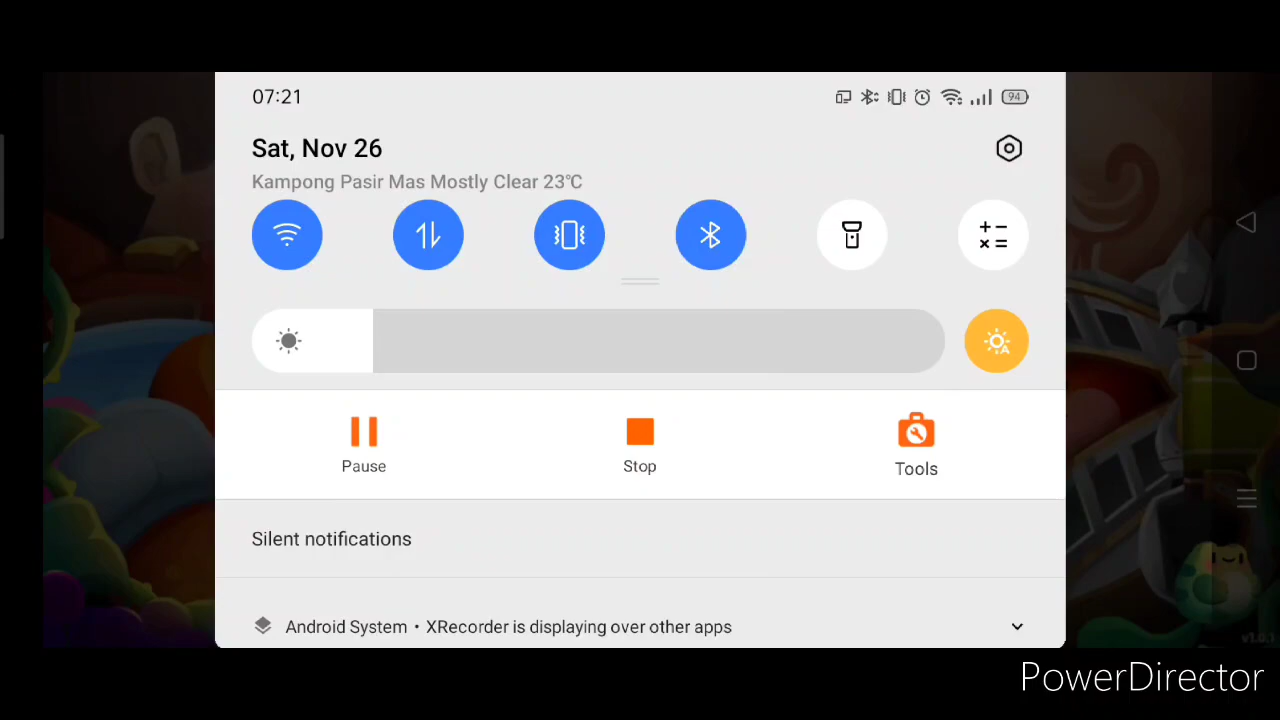 07:21
94
Sat, Nov 26
Kampong Pasir Mas Mostly Clear 23℃
Pause
Stop
Tools
Silent notifications
Android System • XRecorder is displaying over other apps
PowerDirector